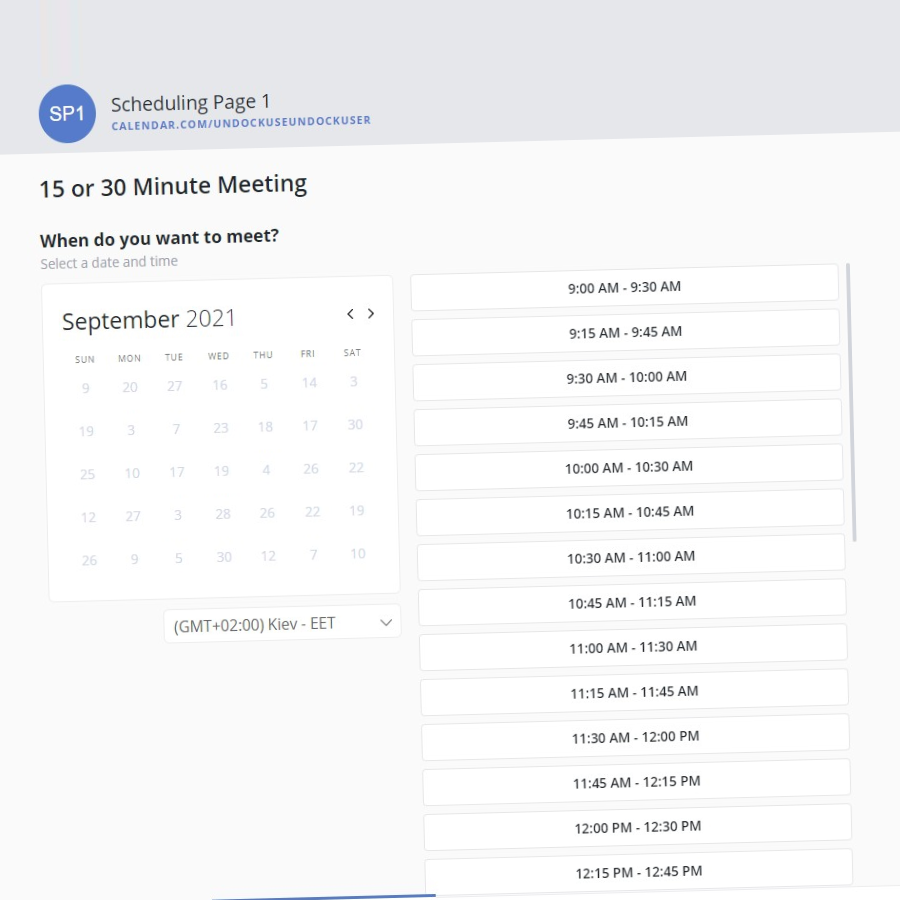 SP1
Scheduling Page 1
CALENDAR.COM/UNDOCKUSEUNDOCKUSER
15 or 30 Minute Meeting
When do you want to meet?
Select a date and time
September 2021
SUN MON TUE WED THU FRI SAT
9 20 27 16 5 14 3
19 3 7 23 18 17 30
25 10 17 19 4 26 22
12 27 3 28 26 22 19
26 9 5 30 12 7 10
(GMT+02:00) Kiev - EET
9:00 AM - 9:30 AM
9:15 AM - 9:45 AM
9:30 AM - 10:00 AM
9:45 AM - 10:15 AM
10:00 AM - 10:30 AM
10:15 AM - 10:45 AM
10:30 AM - 11:00 AM
10:45 AM - 11:15 AM
11:00 AM - 11:30 AM
11:15 AM - 11:45 AM
11:30 AM - 12:00 PM
11:45 AM - 12:15 PM
12:00 PM - 12:30 PM
12:15 PM - 12:45 PM